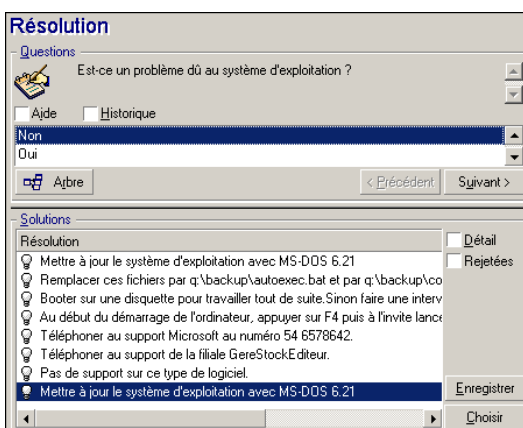 Résolution
Questions
Est-ce un problème dû au système d'exploitation ?
Aide Historique
Non
Oui
Arbre < Précédent Suivant >
Solutions
Résolution
Détail
Rejetées
Mettre à jour le système d'exploitation avec MS-DOS 6.21
Remplacer ces fichiers par q:\backup\autoexec.bat et par q:\backup\co
Booter sur une disquette pour travailler tout de suite.Sinon faire une interv
Au début du démarrage de l'ordinateur, appuyer sur F4 puis à l'invite lance
Téléphoner au support Microsoft au numéro 54 6578642.
Téléphoner au support de la filiale GereStockEditeur.
Pas de support sur ce type de logiciel.
Mettre à jour le système d'exploitation avec MS-DOS 6.21
Enregistrer
Choisir